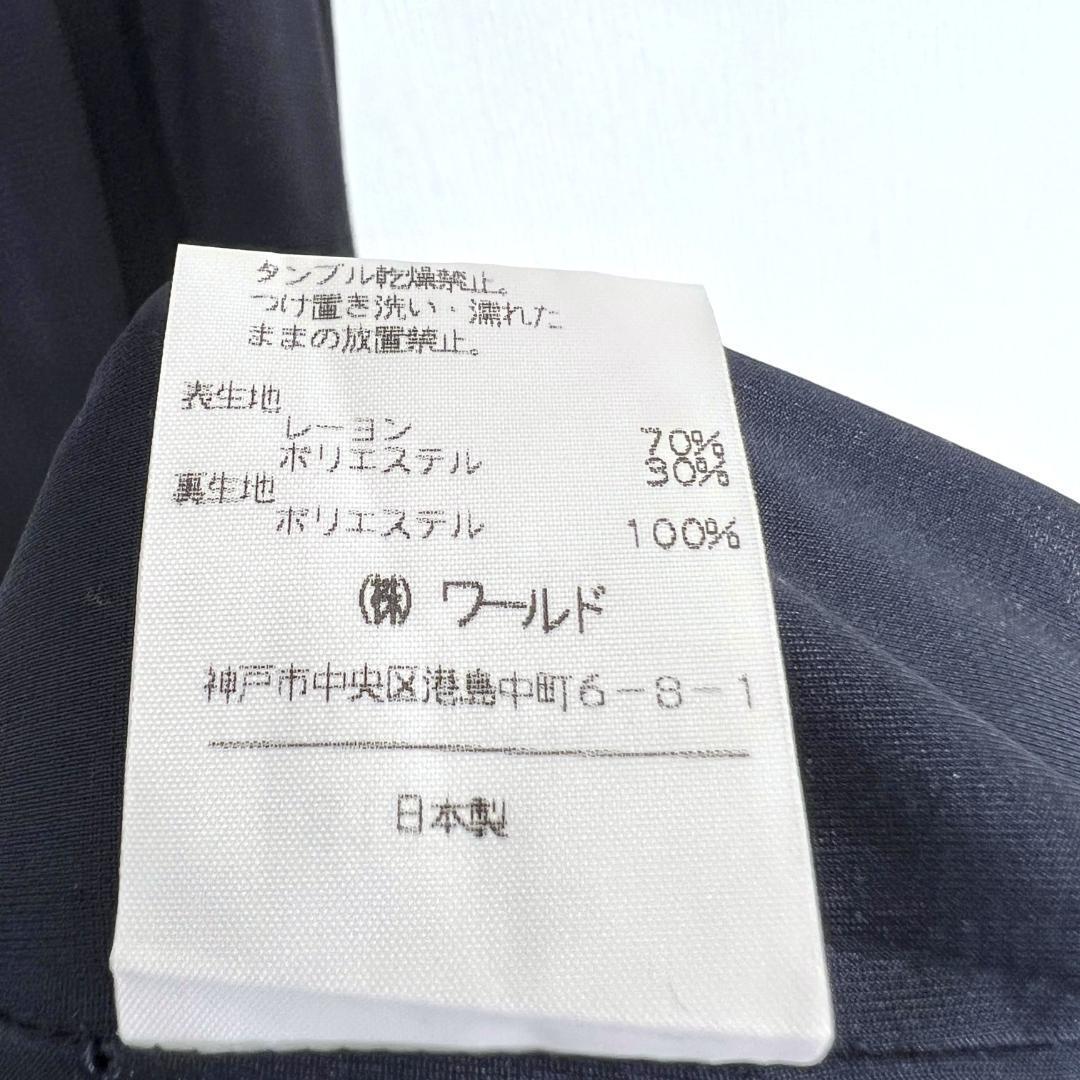 タンブル乾燥禁止。
つけ置き洗い・濡れた
ままの放置禁止。
表生地
レーヨン 70%
ポリエステル 30%
裏生地
ポリエステル 100%
(株) ワールド
神戸市中央区港島中町6-8-1
日本製